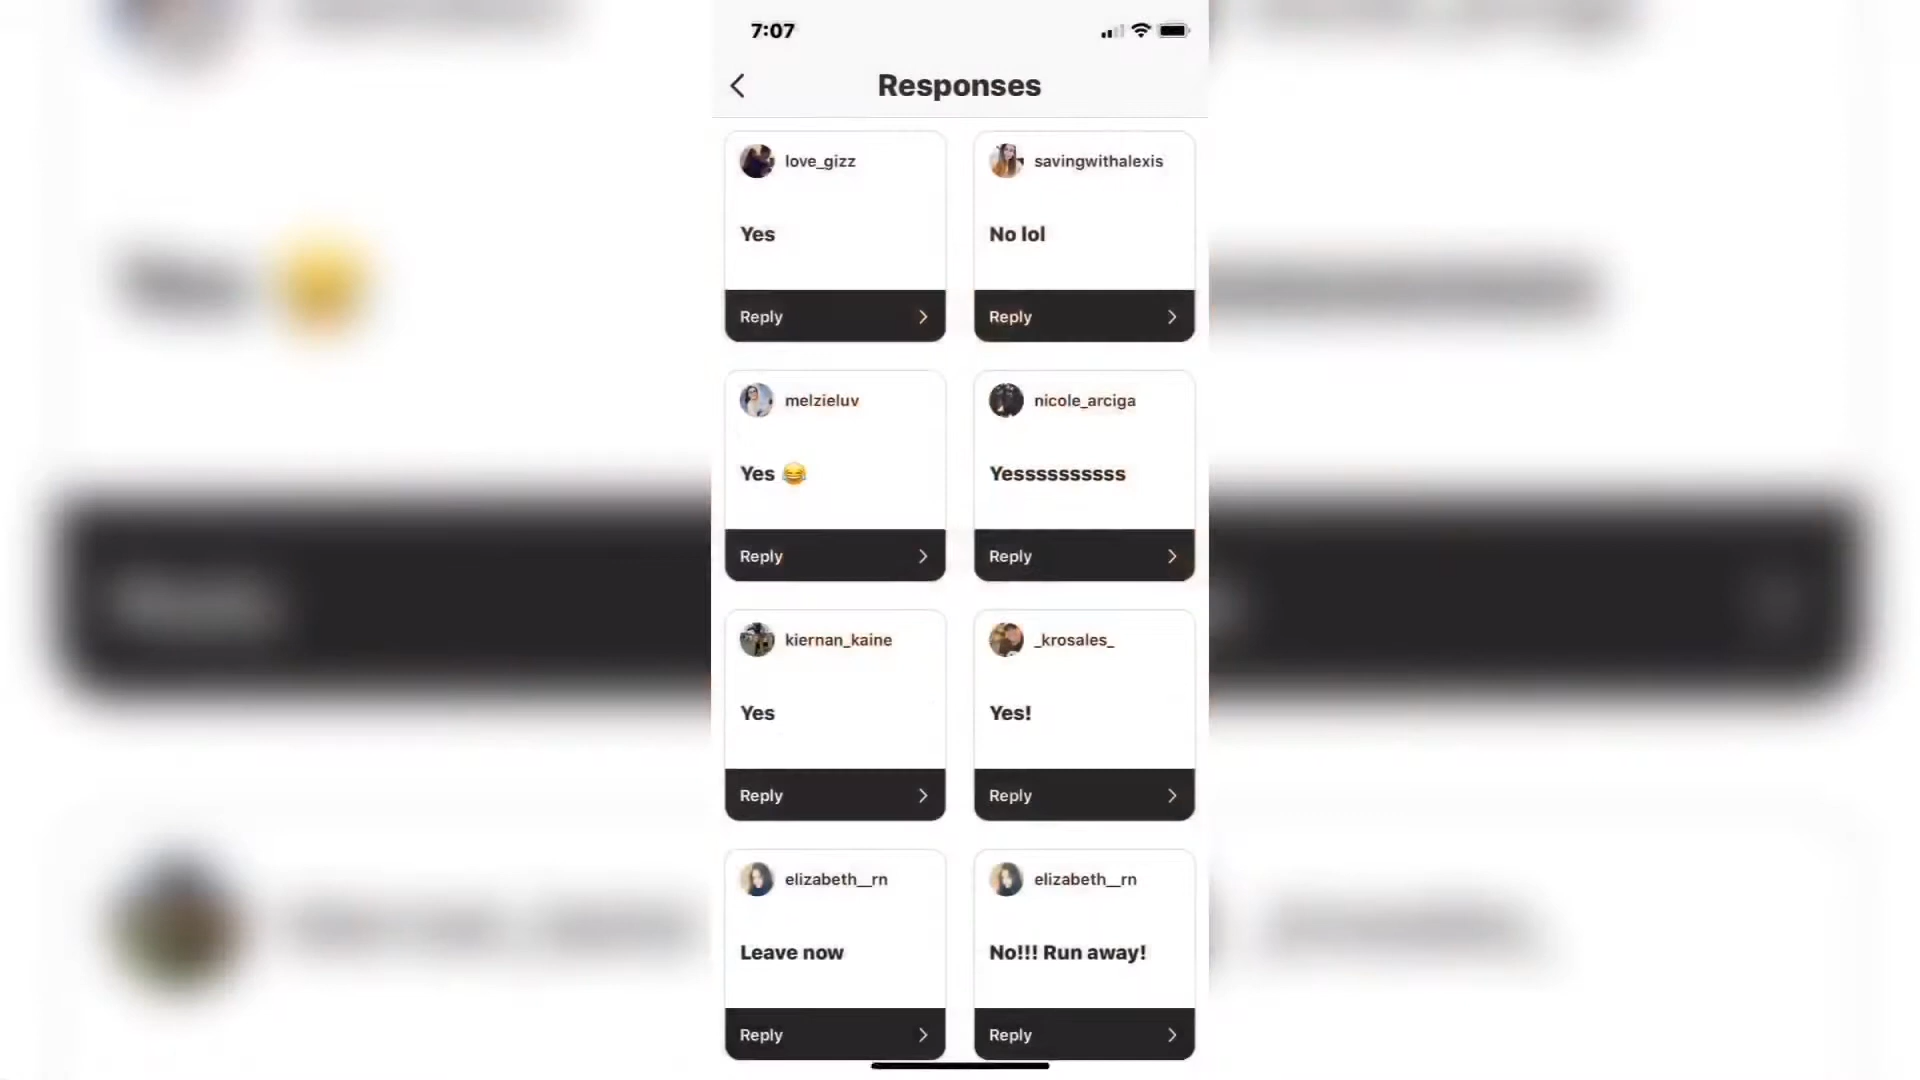 7:07
Responses
love_gizz
savingwithalexis
Yes
No lol
Reply
Reply
melzieluv
nicole_arciga
Yes 😂
Yessssssssss
Reply
Reply
kiernan_kaine
_krosales_
Yes
Yes!
Reply
Reply
elizabeth__rn
elizabeth__rn
Leave now
No!!! Run away!
Reply
Reply